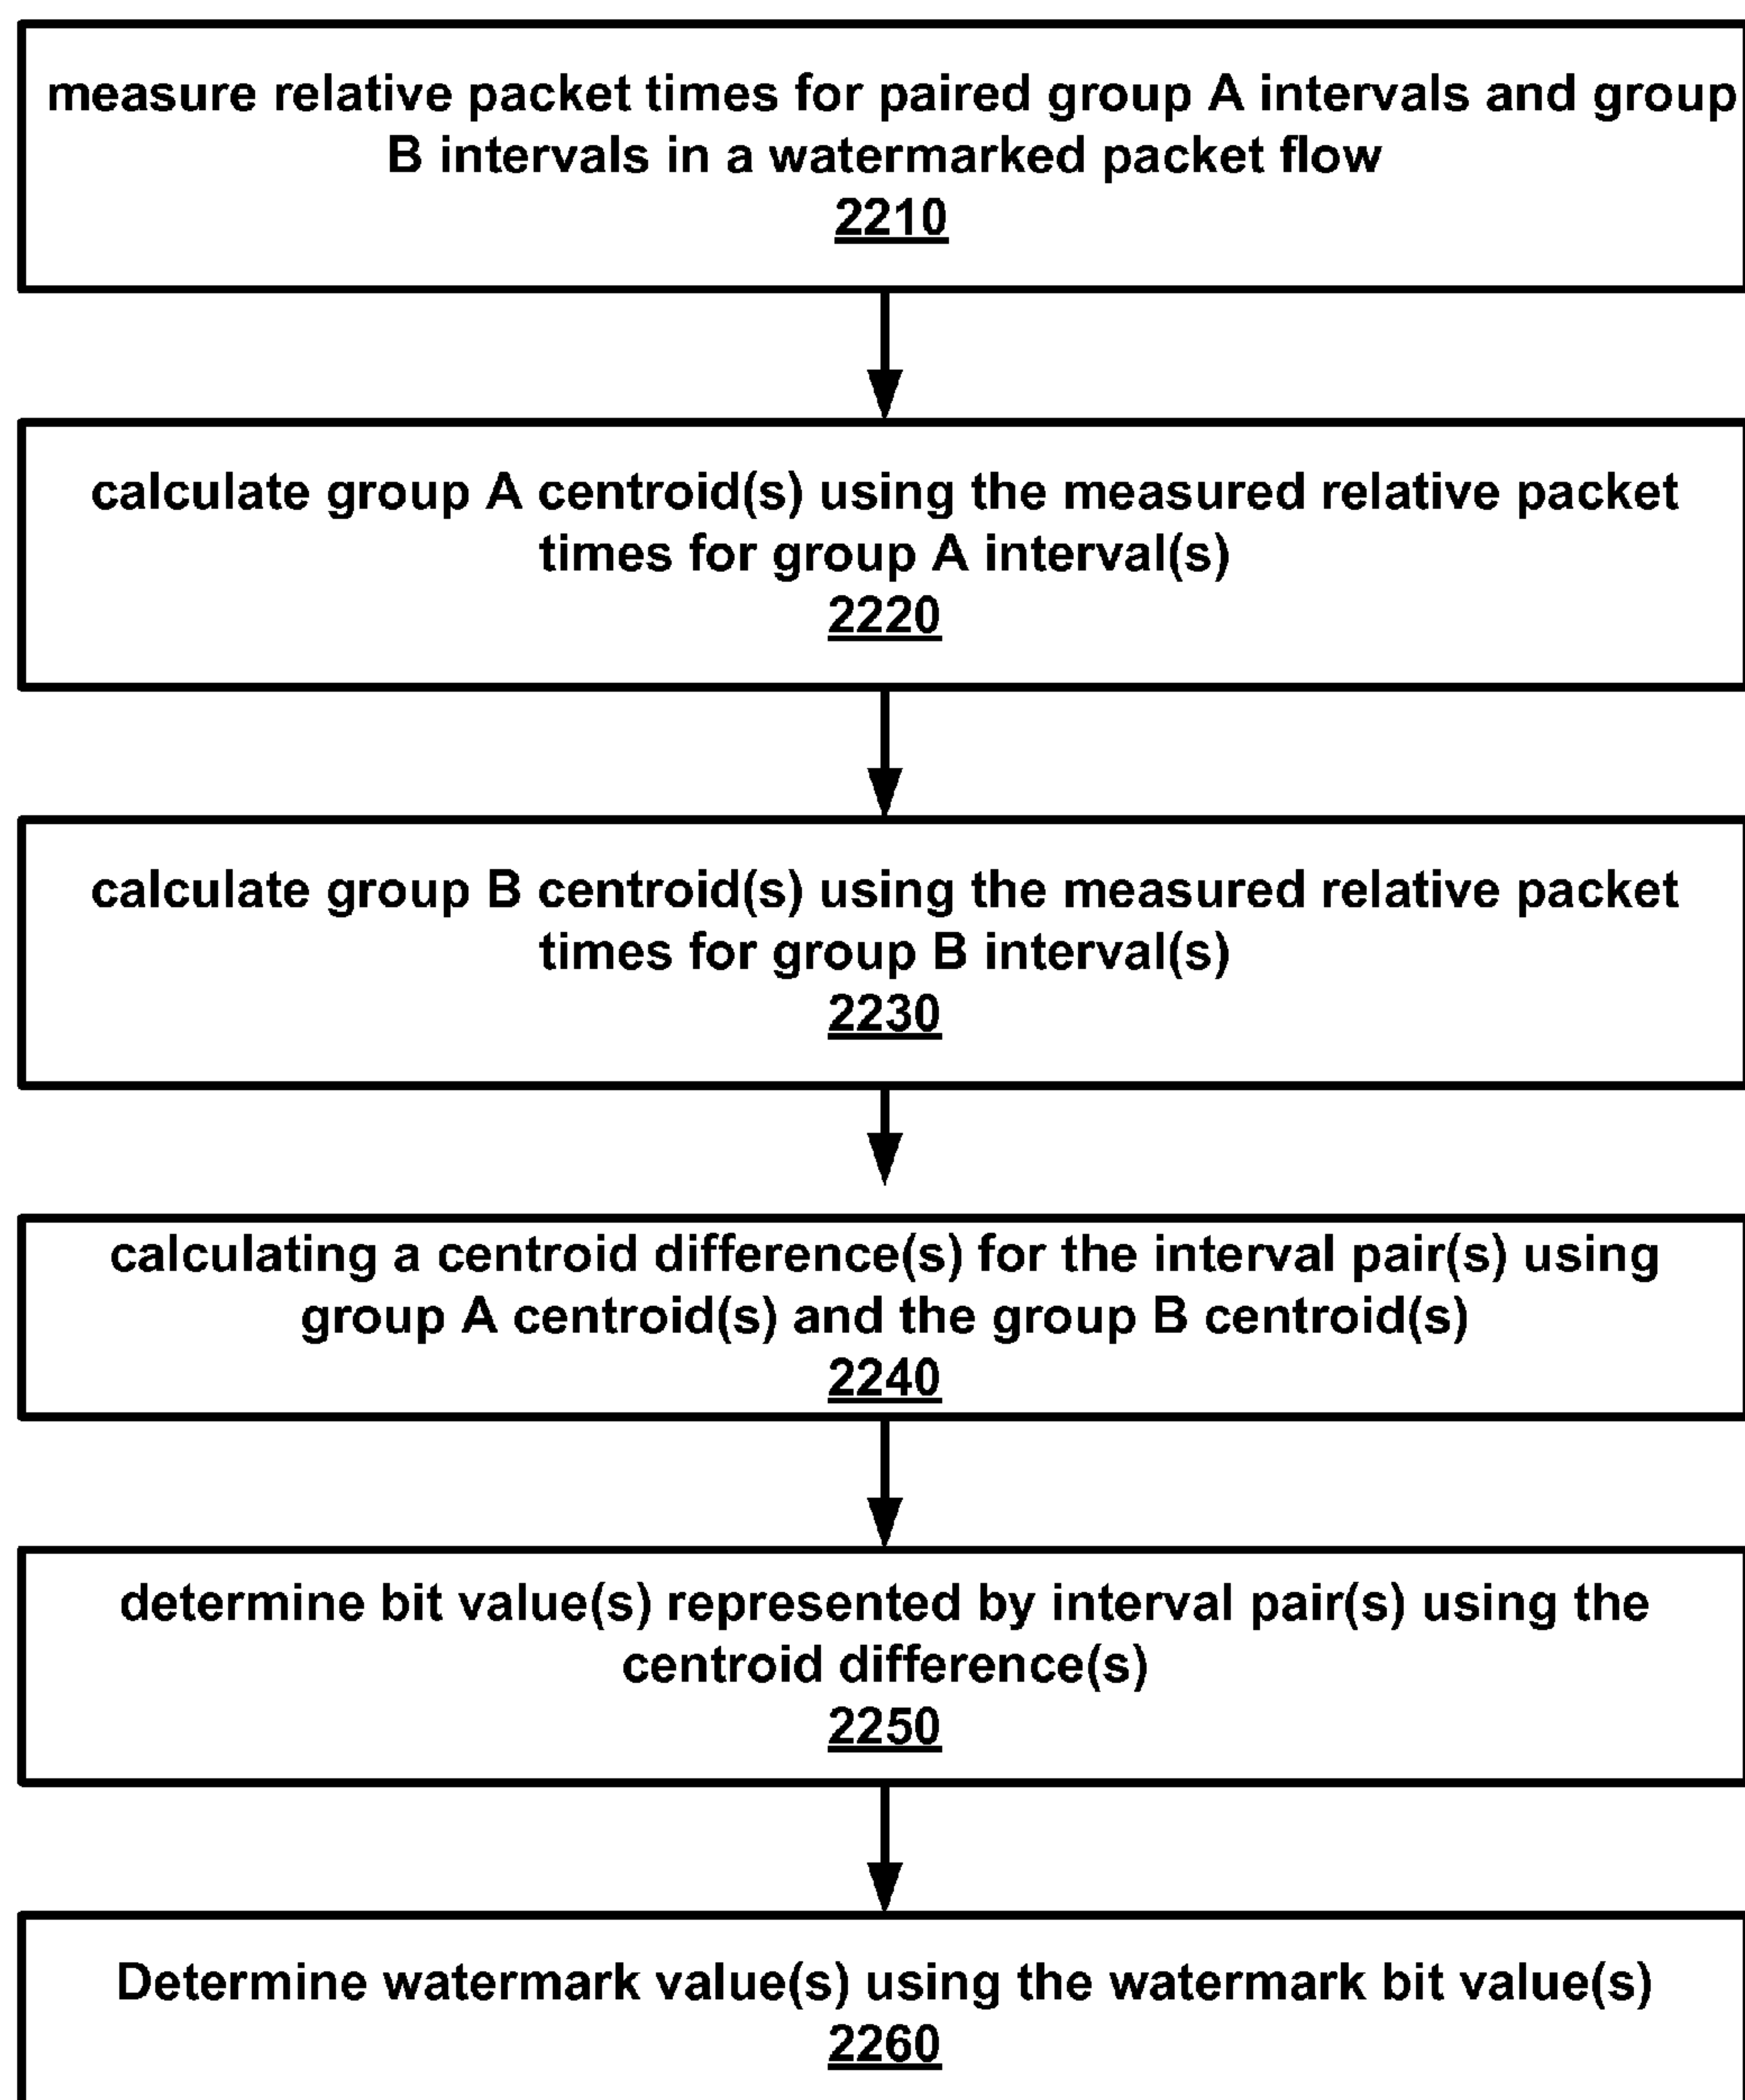 measure relative packet times for paired group A intervals and group
B intervals in a watermarked packet flow
2210
calculate group A centroid(s) using the measured relative packet
times for group A interval(s)
2220
calculate group B centroid(s) using the measured relative packet
times for group B interval(s)
2230
calculating a centroid difference(s) for the interval pair(s) using
group A centroid(s) and the group B centroid(s)
2240
determine bit value(s) represented by interval pair(s) using the
centroid difference(s)
2250
Determine watermark value(s) using the watermark bit value(s)
2260